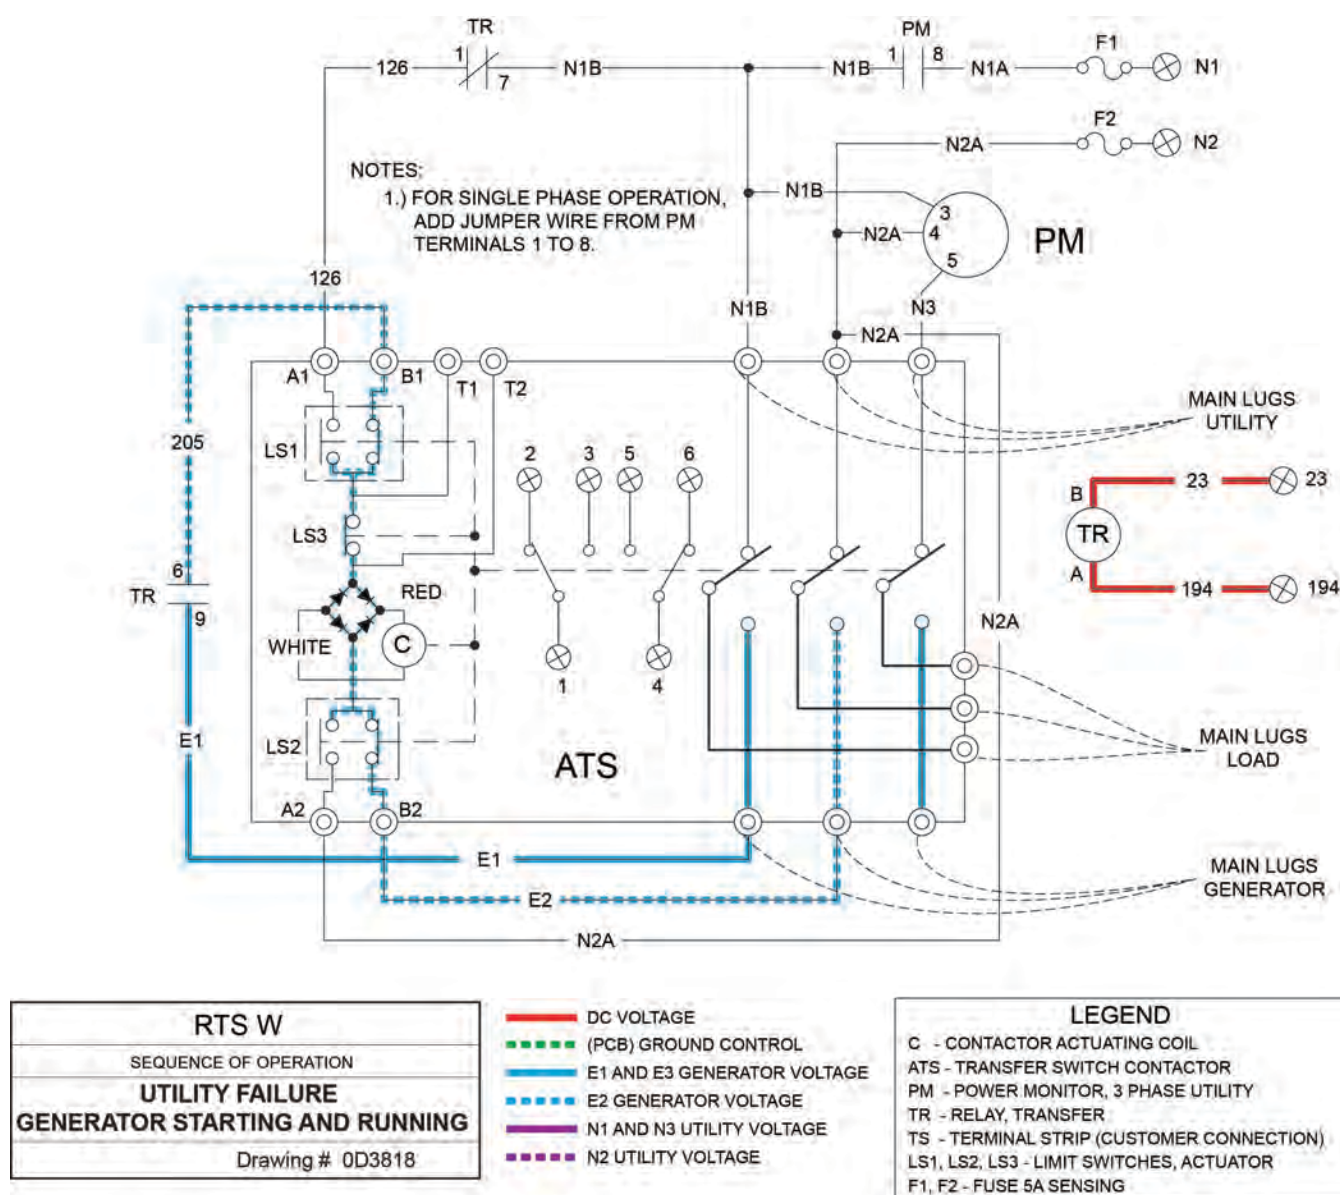 TR
PM
126
1
7
N1B
N1B
1
8
N1A
F1
N1
N2A
F2
N2
NOTES:
1.) FOR SINGLE PHASE OPERATION,
ADD JUMPER WIRE FROM PM
TERMINALS 1 TO 8.
N1B
3
N2A
4
5
PM
126
N1B
N3
N2A
A1
B1
T1
T2
MAIN LUGS
UTILITY
205
LS1
2
3
5
6
B
23
23
TR
A
194
194
LS3
6
TR
9
RED
WHITE
C
N2A
1
4
E1
LS2
ATS
MAIN LUGS
LOAD
A2
B2
E1
E2
MAIN LUGS
GENERATOR
N2A
RTS W
SEQUENCE OF OPERATION
UTILITY FAILURE
GENERATOR STARTING AND RUNNING
Drawing # 0D3818
DC VOLTAGE
(PCB) GROUND CONTROL
E1 AND E3 GENERATOR VOLTAGE
E2 GENERATOR VOLTAGE
N1 AND N3 UTILITY VOLTAGE
N2 UTILITY VOLTAGE
LEGEND
C - CONTACTOR ACTUATING COIL
ATS - TRANSFER SWITCH CONTACTOR
PM - POWER MONITOR, 3 PHASE UTILITY
TR - RELAY, TRANSFER
TS - TERMINAL STRIP (CUSTOMER CONNECTION)
LS1, LS2, LS3 - LIMIT SWITCHES, ACTUATOR
F1, F2 - FUSE 5A SENSING